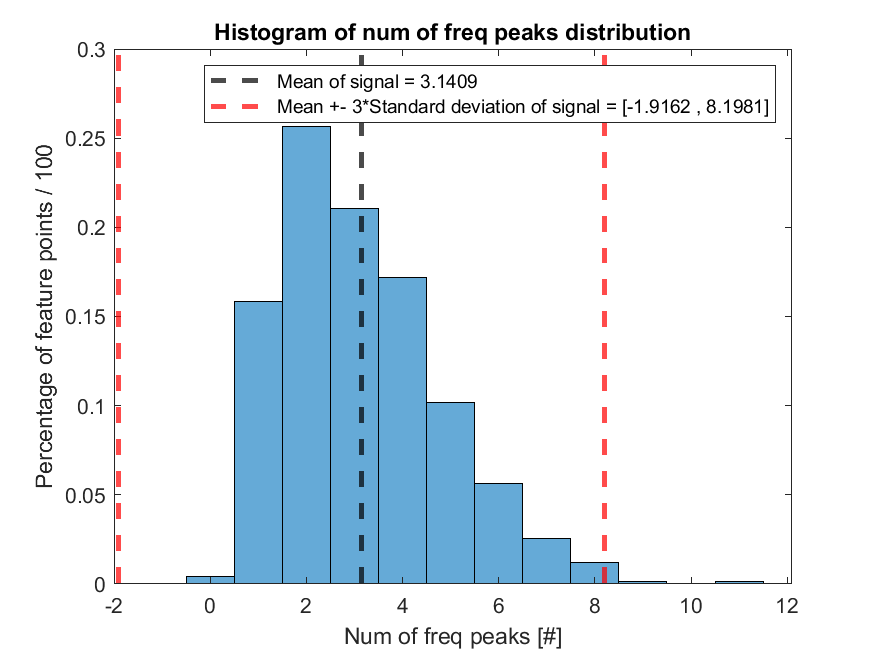 Histogram of num of freq peaks distribution
Mean of signal = 3.1409
Mean +- 3*Standard deviation of signal = [-1.9162 , 8.1981]
Percentage of feature points / 100
0.3
0.25
0.2
0.15
0.1
0.05
0
-2 0 2 4 6 8 10 12
Num of freq peaks [#]